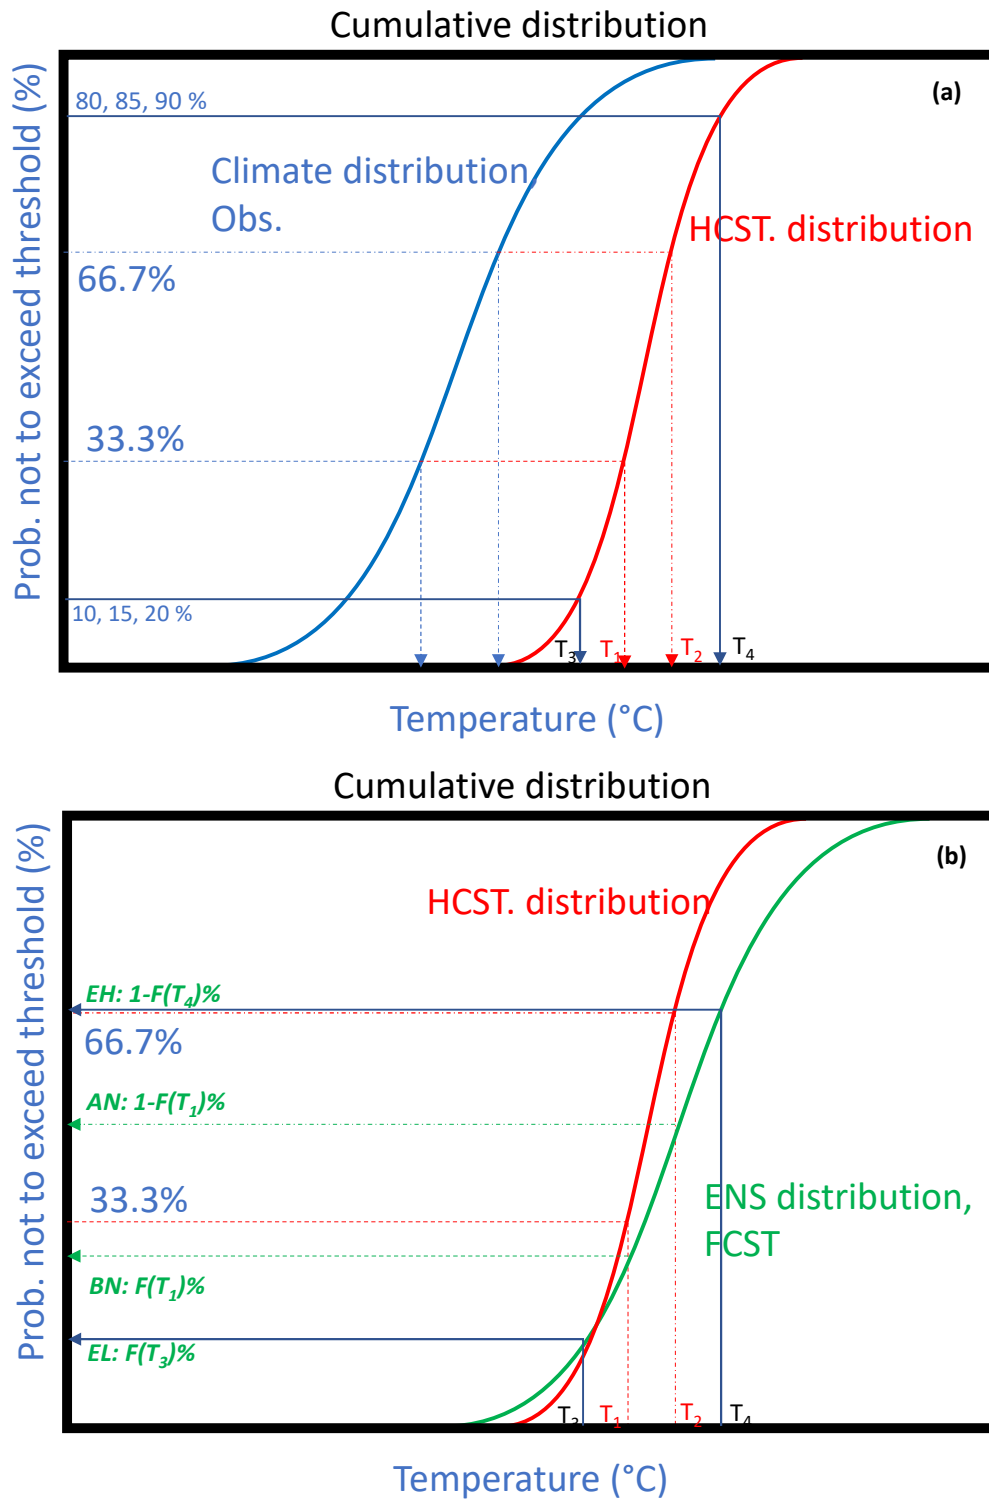 Cumulative distribution
Prob. not to exceed threshold (%)
(a)
80, 85, 90 %
Climate distribution,
Obs.
HCST. distribution
66.7%
33.3%
10, 15, 20 %
T₃ T₁ T₂ T₄
Temperature (°C)
Cumulative distribution
Prob. not to exceed threshold (%)
(b)
HCST. distribution
EH: 1-F(T₄)%
66.7%
AN: 1-F(T₁)%
33.3%
ENS distribution,
FCST
BN: F(T₁)%
EL: F(T₃)%
T₃ T₁ T₂ T₄
Temperature (°C)